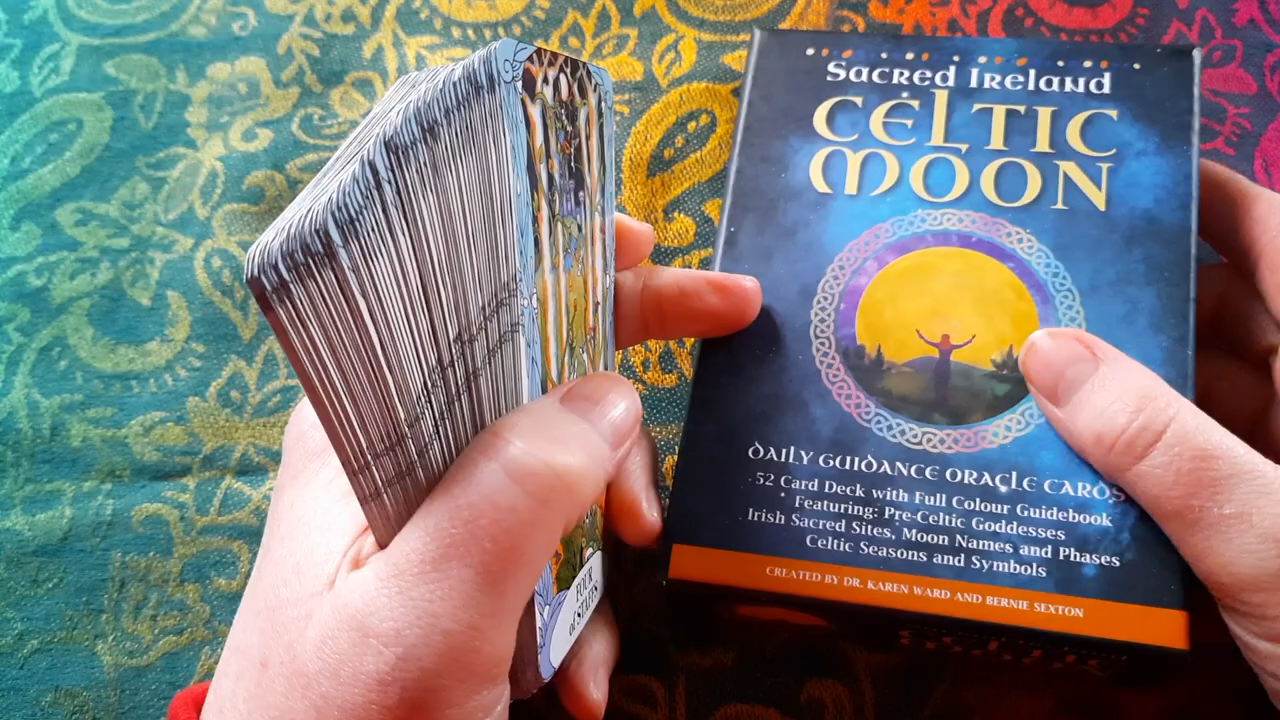 Sacred Ireland
CELTIC
MOON
DAILY GUIDANCE ORACLE CARDS
52 Card Deck with Full Colour Guidebook
Featuring: Pre-Celtic Goddesses
Irish Sacred Sites, Moon Names and Phases
Celtic Seasons and Symbols
CREATED BY DR. KAREN WARD AND BERNIE SEXTON
FOUR
of STAFFS